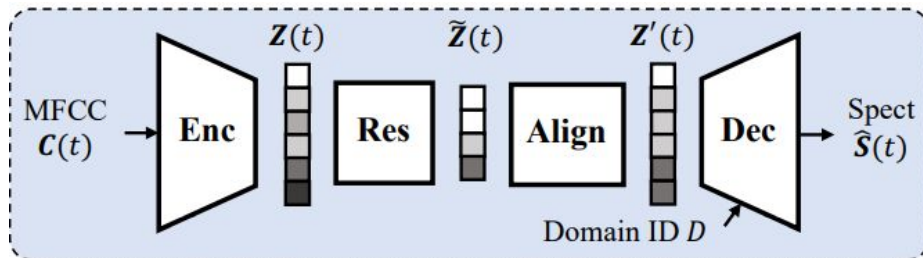 Z(t)
Z̃(t)
Z′(t)
MFCC
C(t)
Enc
Res
Align
Dec
Spect
Ŝ(t)
Domain ID D